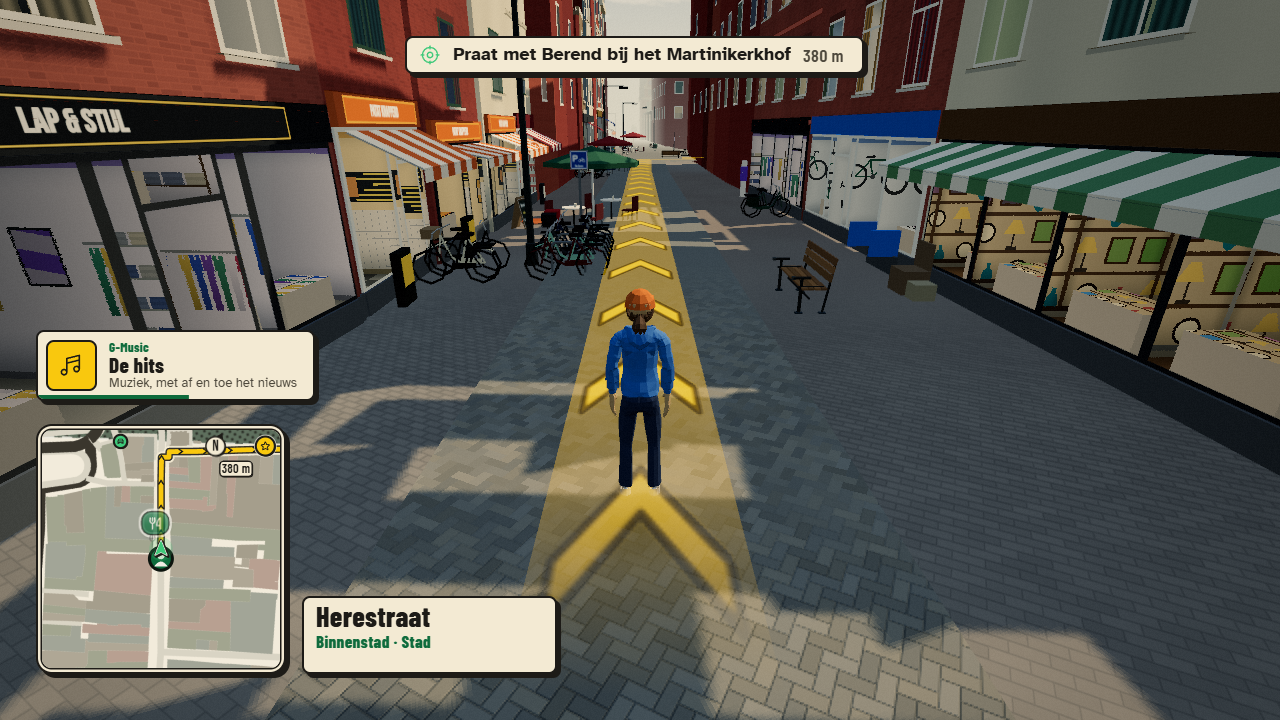 Praat met Berend bij het Martinikerkhof 380 m
LAP & STIJL
G-Music
De hits
Muziek, met af en toe het nieuws
N
380 m
Herestraat
Binnenstad · Stad